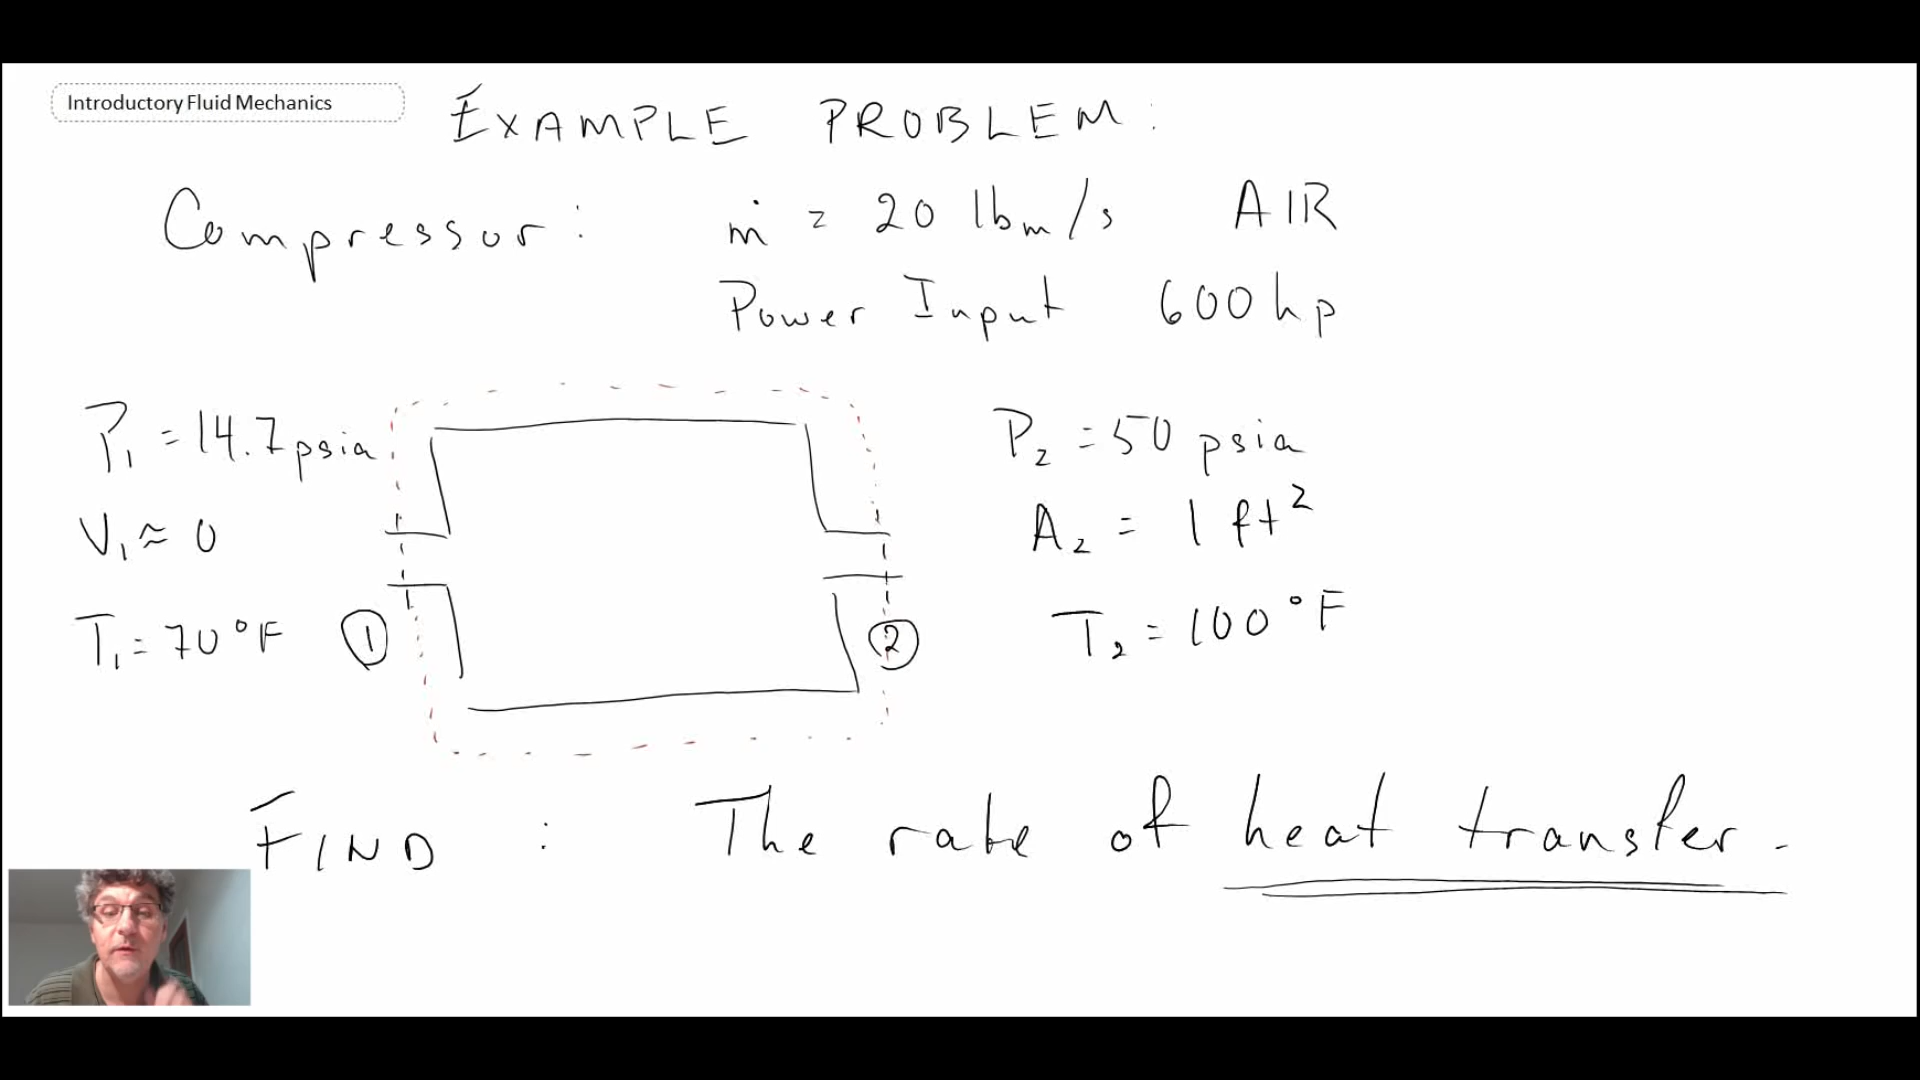 Introductory Fluid Mechanics
EXAMPLE PROBLEM:
Compressor: ṁ = 20 lbm/s AIR
Power Input 600 hp
P₁ = 14.7 psia
V₁ ≈ 0
T₁ = 70 °F
①
②
P₂ = 50 psia
A₂ = 1 ft²
T₂ = 100 °F
FIND : The rate of heat transfer.